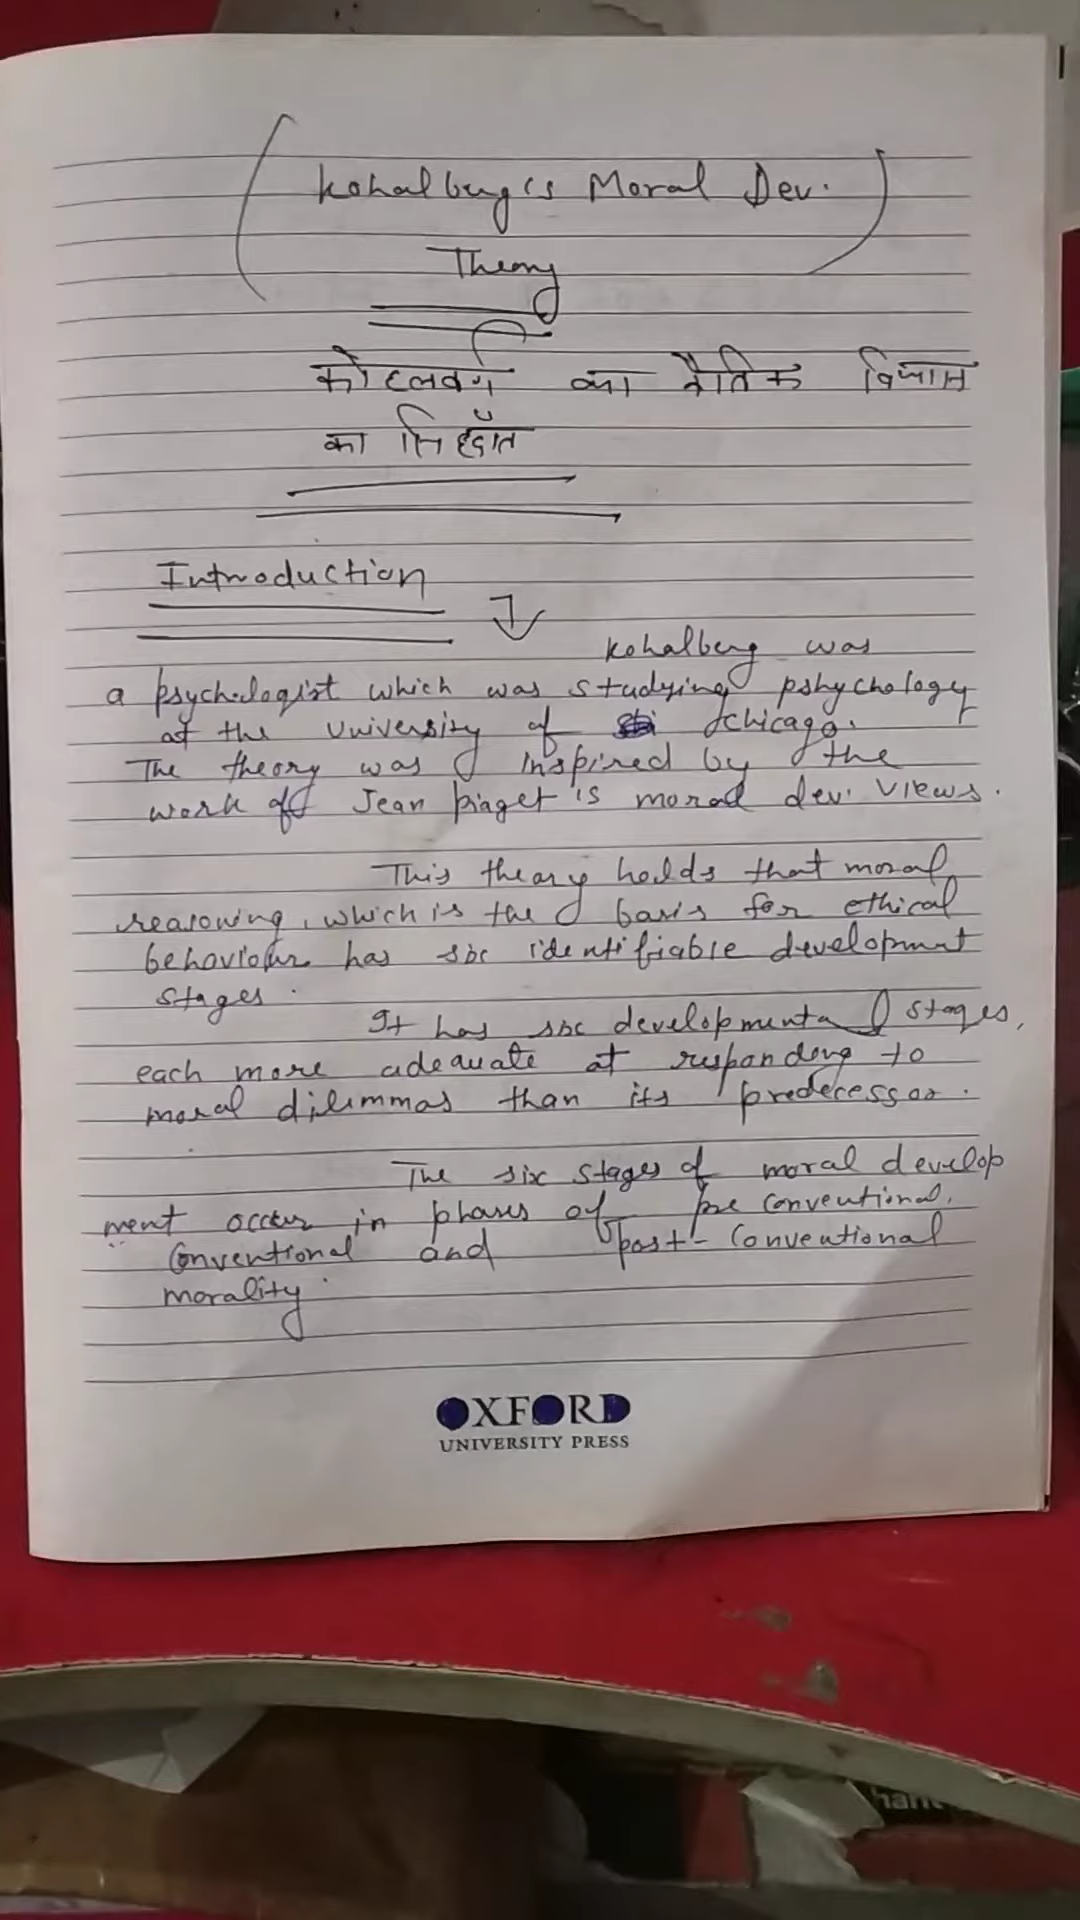 Kohalberg's Moral Dev.
Theory
कोहलबर्ग का नैतिक विकास
का सिद्धाँत
Introduction
Kohalberg was
a psychologist which was studying pshychology
at the University of Chicago.
The theory was inspired by the
work of Jean piaget's moral dev. views.
This theory holds that moral
reasoning, which is the basis for ethical
behaviour has six identifiable development
stages.
It has six developmental stages,
each more adequate at responding to
moral dilemmas than its predecessor.
The six stages of moral develop
ment occur in phases of pre conventional,
Conventional and post-Conventional
morality.
OXFORD
UNIVERSITY PRESS